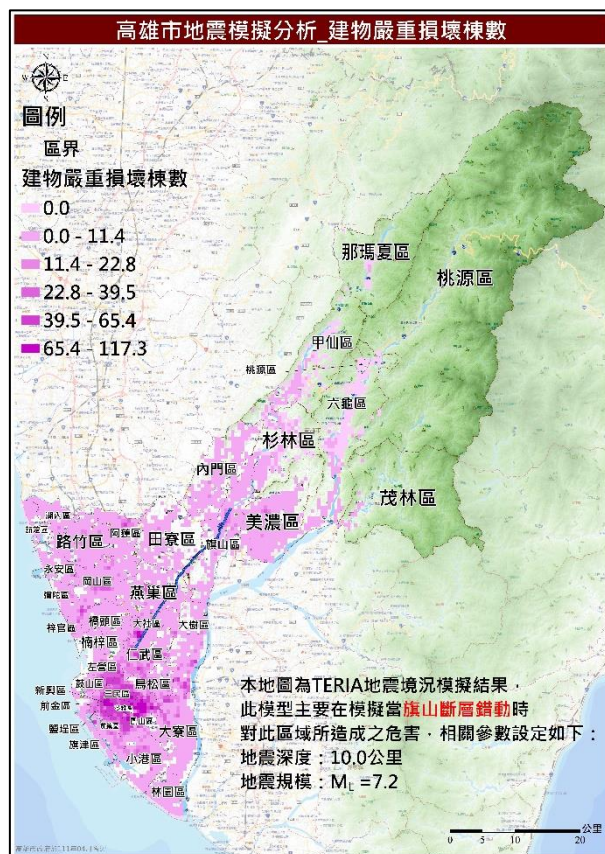 高雄市地震模擬分析_建物嚴重損壞棟數
圖例
區界
建物嚴重損壞棟數
0.0
0.0 - 11.4
11.4 - 22.8
22.8 - 39.5
39.5 - 65.4
65.4 - 117.3
那瑪夏區
桃源區
甲仙區
桃源區
六龜區
杉林區
內門區
茂林區
美濃區
湖內區
路竹區
阿蓮區
田寮區
旗山區
永安區
岡山區
燕巢區
彌陀區
橋頭區
大社區
大樹區
梓官區
楠梓區
仁武區
左營區
鼓山區
鳥松區
新興區
三民區
前金區
鹽埕區
大寮區
旗津區
小港區
林園區
本地圖為TERIA地震境況模擬結果，
此模型主要在模擬當旗山斷層錯動時
對此區域所造成之危害，相關參數設定如下：
地震深度：10.0公里
地震規模：ML =7.2
公里
0 5 10 20